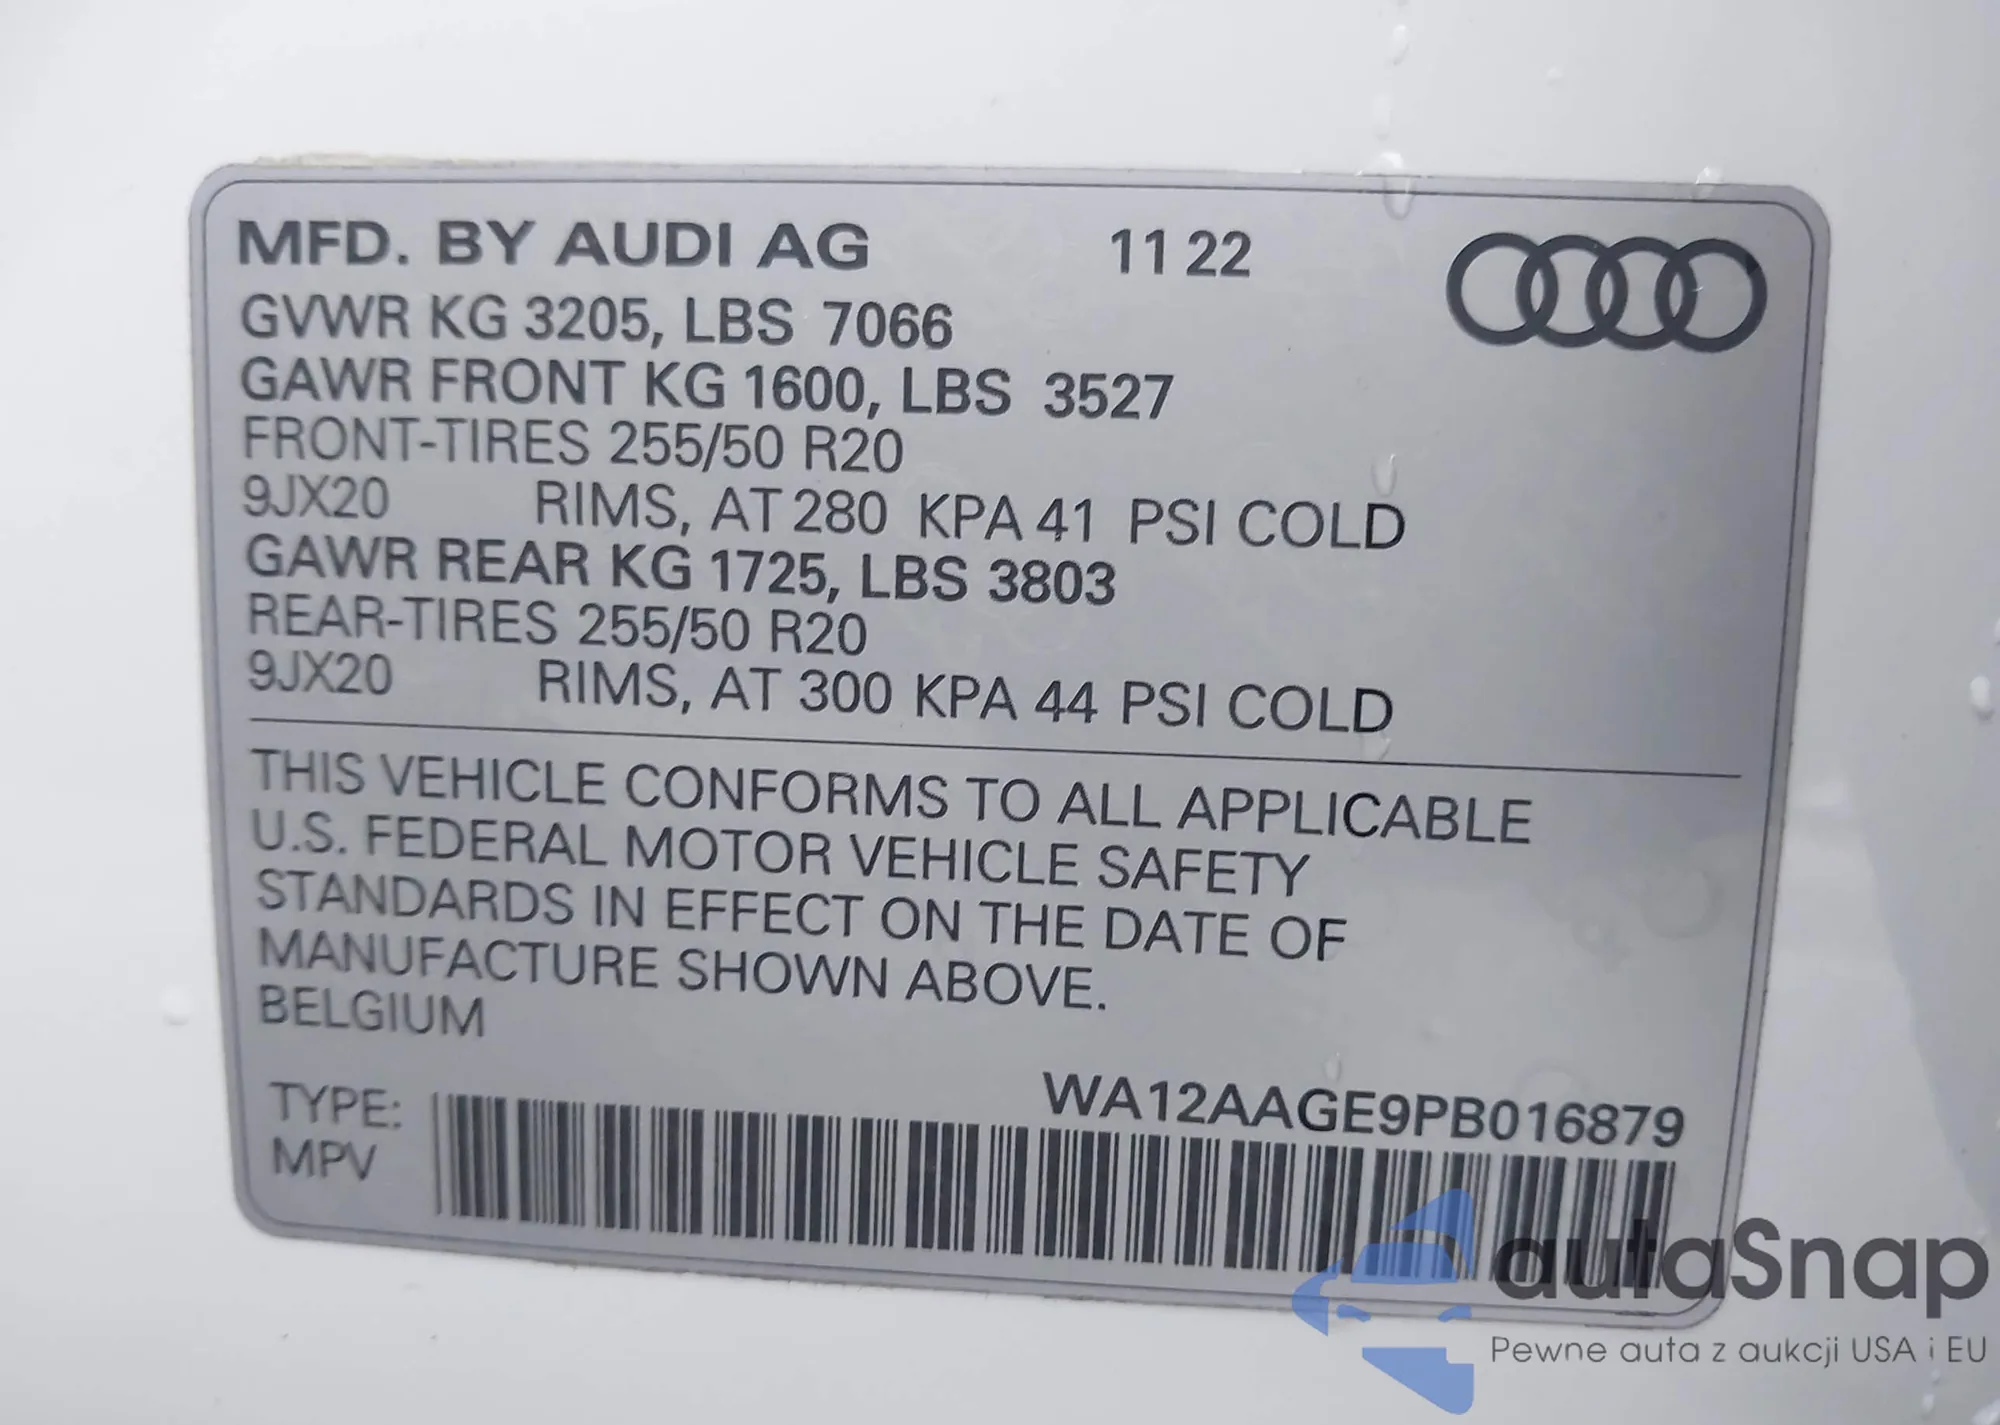 MFD. BY AUDI AG 11 22
GVWR KG 3205, LBS 7066
GAWR FRONT KG 1600, LBS 3527
FRONT-TIRES 255/50 R20
9JX20 RIMS, AT 280 KPA 41 PSI COLD
GAWR REAR KG 1725, LBS 3803
REAR-TIRES 255/50 R20
9JX20 RIMS, AT 300 KPA 44 PSI COLD
THIS VEHICLE CONFORMS TO ALL APPLICABLE
U.S. FEDERAL MOTOR VEHICLE SAFETY
STANDARDS IN EFFECT ON THE DATE OF
MANUFACTURE SHOWN ABOVE.
BELGIUM
WA12AAGE9PB016879
TYPE:
MPV
autaSnap
Pewne auta z aukcji USA i EU